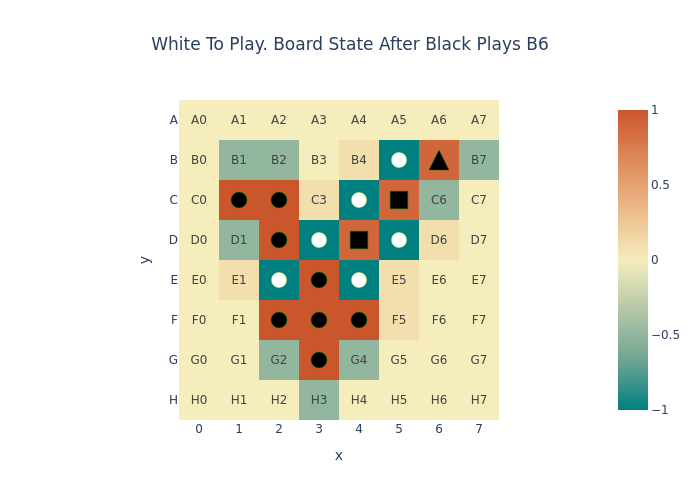 White To Play. Board State After Black Plays B6
A A0 A1 A2 A3 A4 A5 A6 A7
B B0 B1 B2 B3 B4 B7
C C0 C3 C6 C7
D D0 D1 D6 D7
E E0 E1 E5 E6 E7
F F0 F1 F5 F6 F7
G G0 G1 G2 G4 G5 G6 G7
H H0 H1 H2 H3 H4 H5 H6 H7
0 1 2 3 4 5 6 7
x
y
1
0.5
0
−0.5
−1